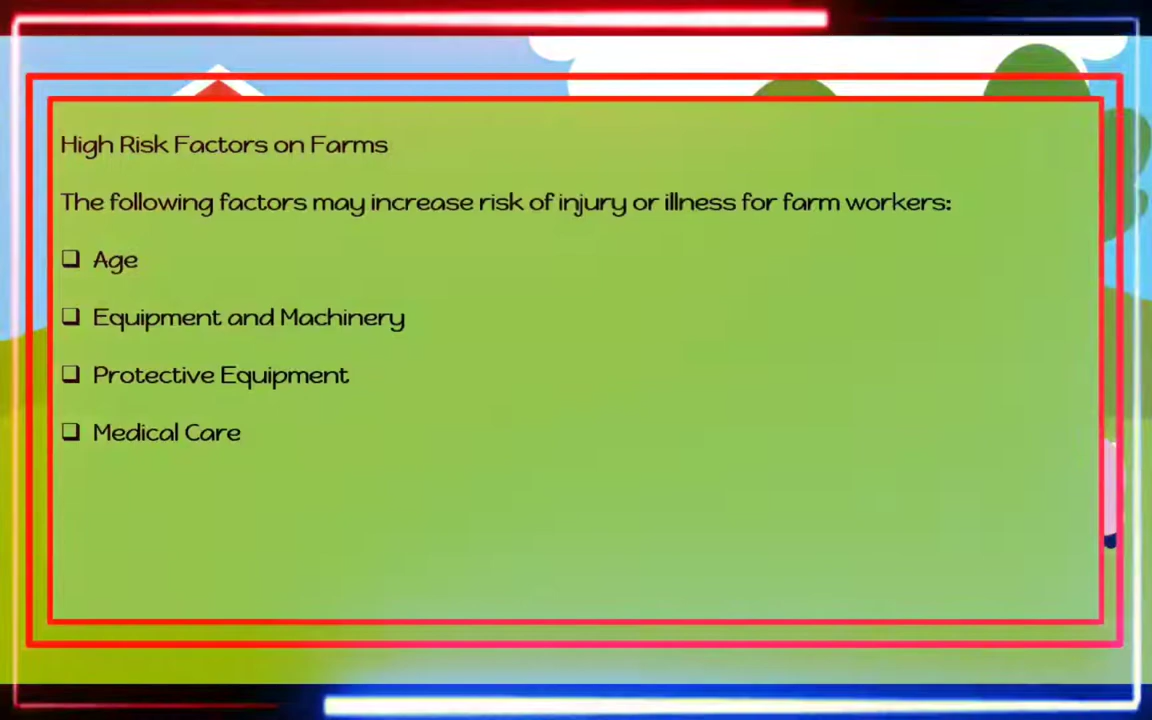 High Risk Factors on Farms
The following factors may increase risk of injury or illness for farm workers:
❑ Age
❑ Equipment and Machinery
❑ Protective Equipment
❑ Medical Care